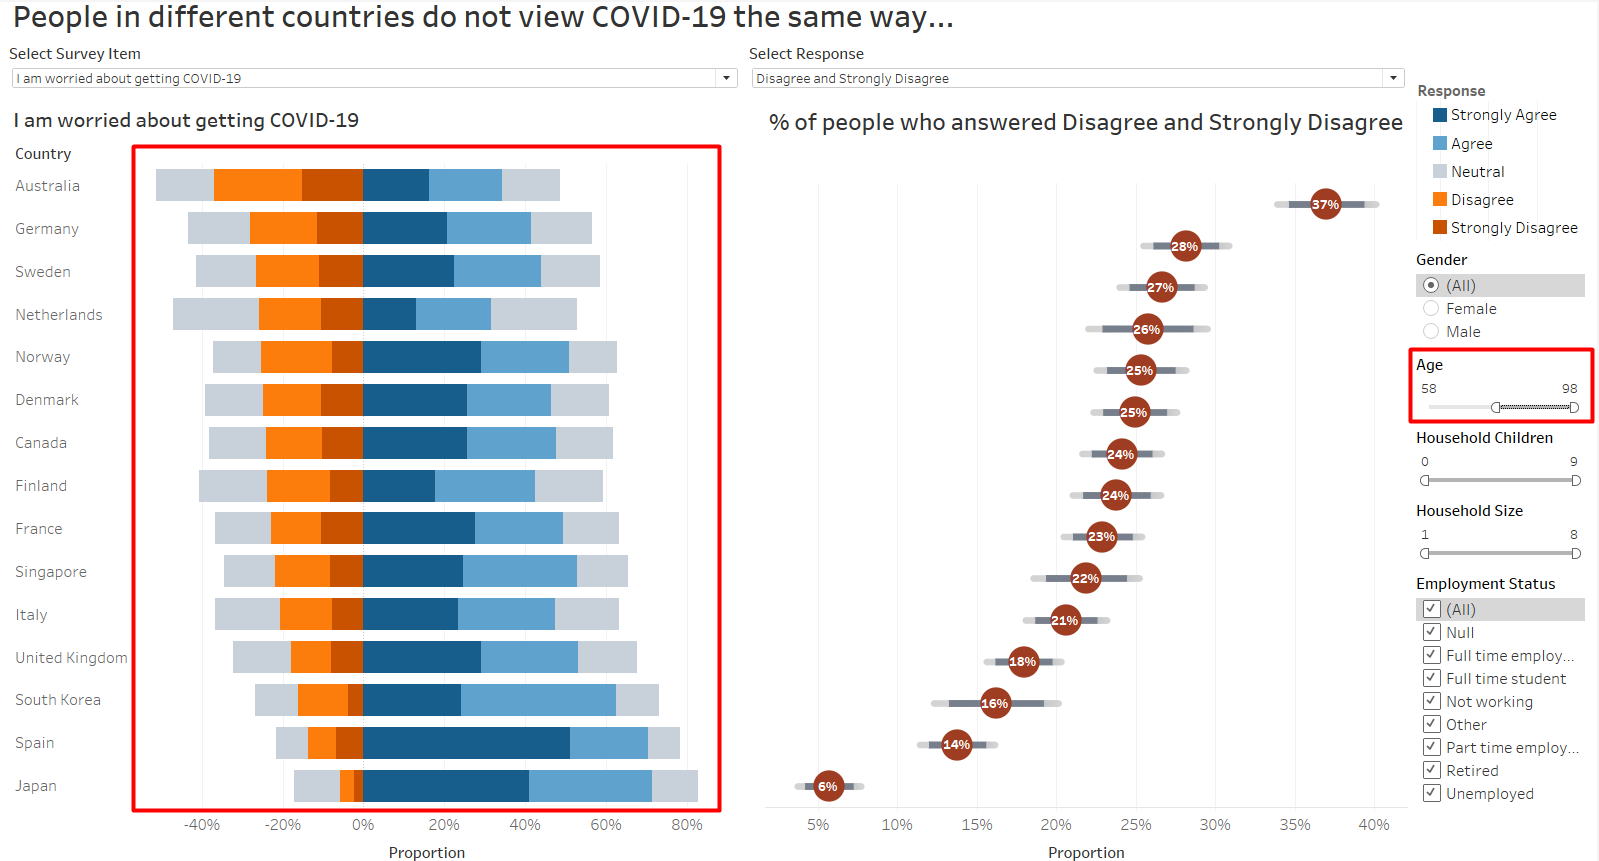 People in different countries do not view COVID-19 the same way...
Select Survey Item
I am worried about getting COVID-19
Select Response
Disagree and Strongly Disagree
I am worried about getting COVID-19
Country
Australia
Germany
Sweden
Netherlands
Norway
Denmark
Canada
Finland
France
Singapore
Italy
United Kingdom
South Korea
Spain
Japan
-40% -20% 0% 20% 40% 60% 80%
Proportion
% of people who answered Disagree and Strongly Disagree
37%
28%
27%
26%
25%
25%
24%
24%
23%
22%
21%
18%
16%
14%
6%
5% 10% 15% 20% 25% 30% 35% 40%
Proportion
Response
Strongly Agree
Agree
Neutral
Disagree
Strongly Disagree
Gender
(All)
Female
Male
Age
58 98
Household Children
0 9
Household Size
1 8
Employment Status
(All)
Null
Full time employ...
Full time student
Not working
Other
Part time employ...
Retired
Unemployed